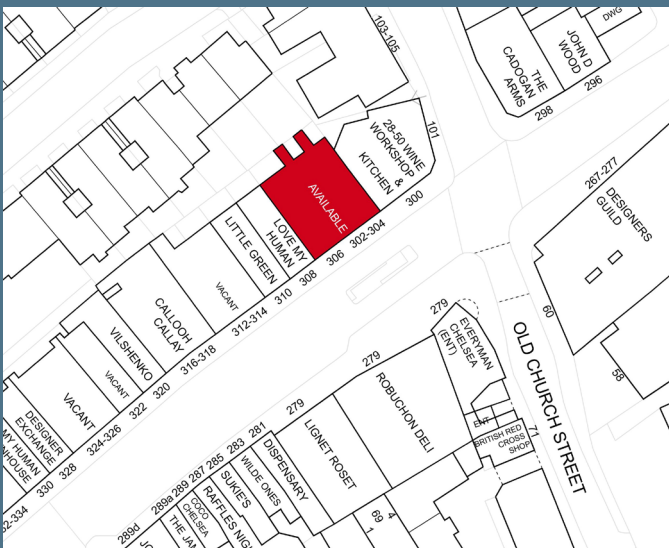 103-105
DWG
JOHN D
WOOD
THE
CADOGAN
ARMS
296
298
101
28-50 WINE
WORKSHOP
&
KITCHEN
300
AVAILABLE
302-304
306
LOVE MY
HUMAN
308
LITTLE GREEN
310
VACANT
312-314
CALLOOH
CALLAY
316-318
320
VILSHENKO
VACANT
322
VACANT
324-326
DESIGNER
EXCHANGE
328
MY HUMAN
330
267-277
DESIGNERS
GUILD
60
58
279
EVERYMAN
CHELSEA
(ENT)
OLD CHURCH STREET
ENT
BRITISH RED
CROSS
SHOP
71
279
ROBUCHON DELI
279
LIGNET ROSET
281
DISPENSARY
283
WILDE ONES
285
SUKIE'S
287
RAFFLES
289
COCO
CHELSEA
289a
THE
289d
69
4
1